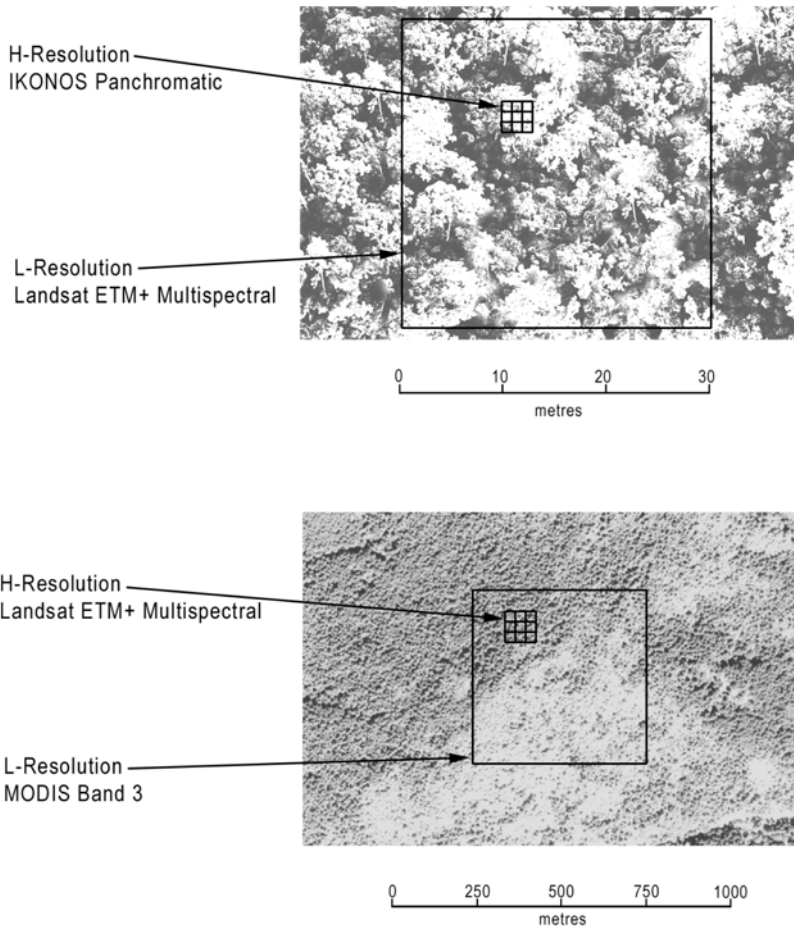 H-Resolution
IKONOS Panchromatic
L-Resolution
Landsat ETM+ Multispectral
0 10 20 30
metres
H-Resolution
Landsat ETM+ Multispectral
L-Resolution
MODIS Band 3
0 250 500 750 1000
metres